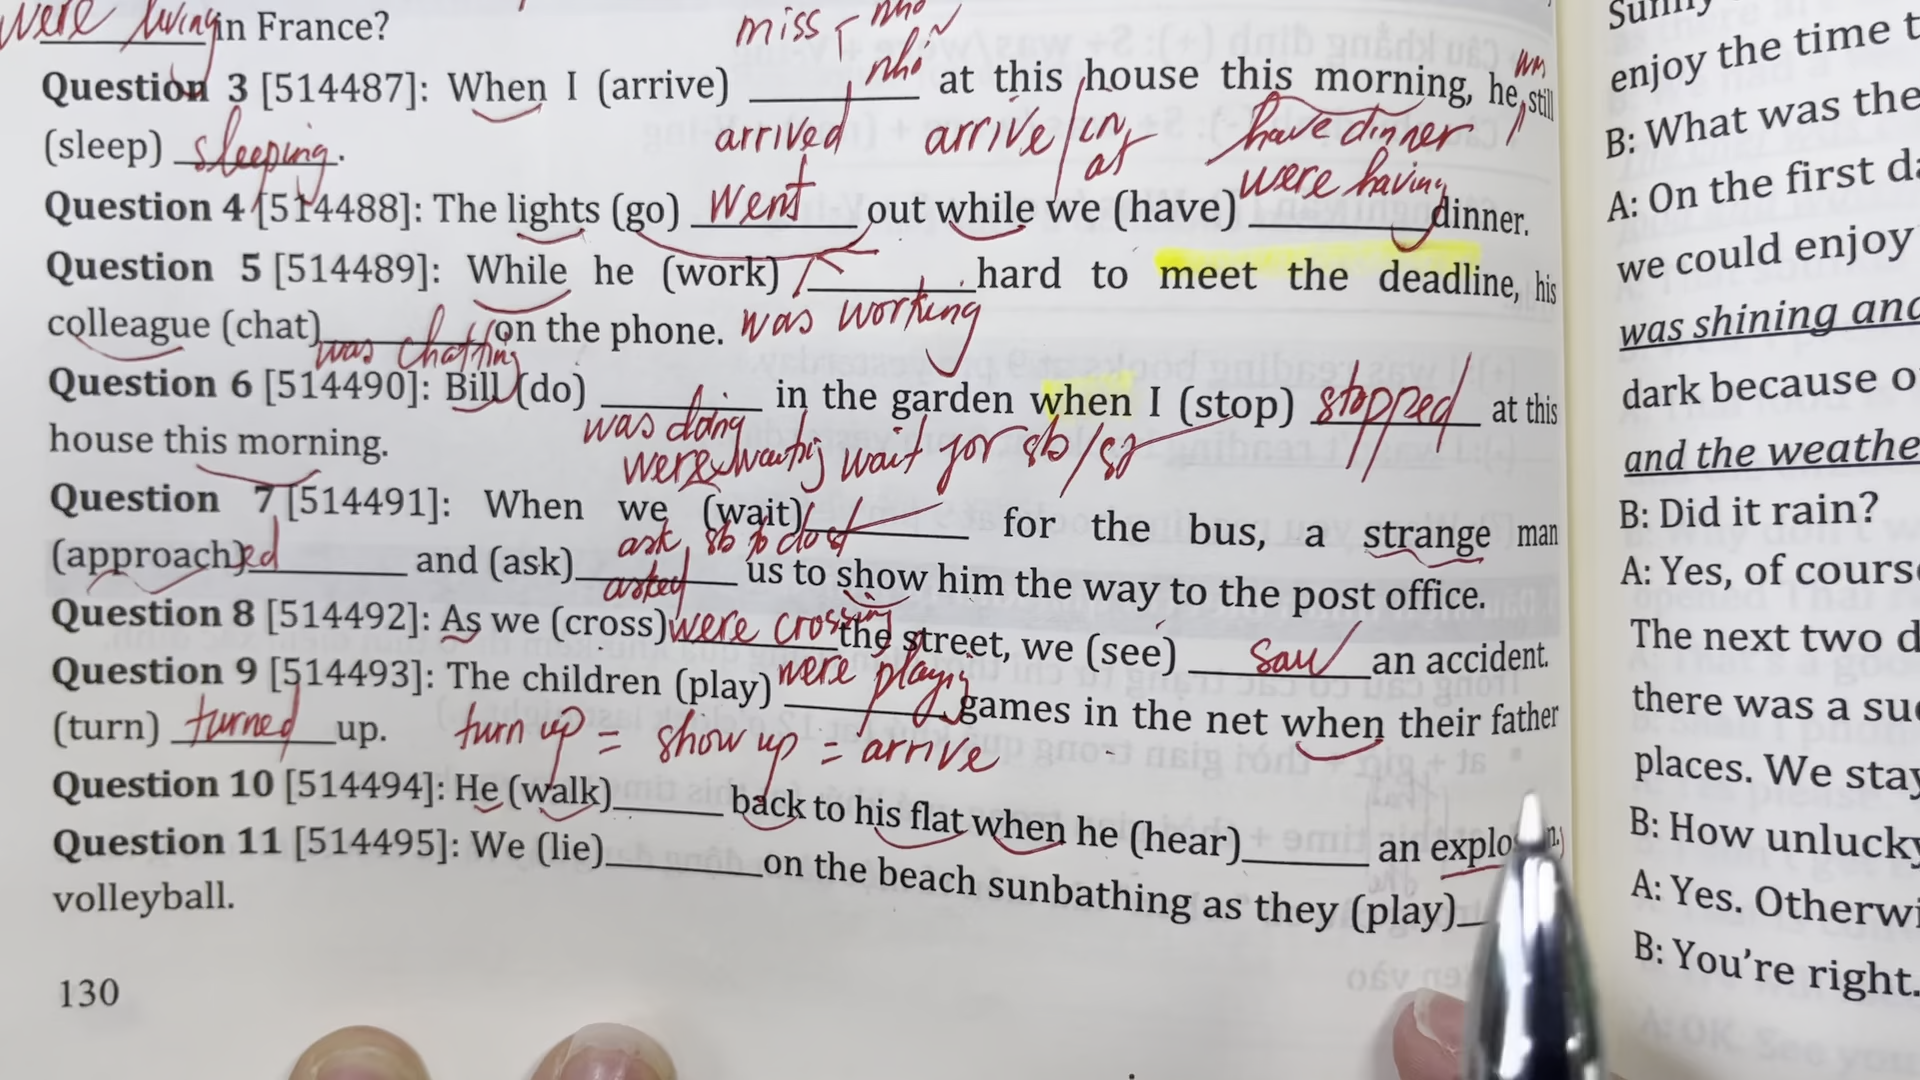 were living in France?
miss nhớ
nhỡ
Question 3 [514487]: When I (arrive) ________ at this house this morning, he still
arrived arrive in at have dinner
(sleep) sleeping.
were having
Question 4 [514488]: The lights (go) went out while we (have) ________ dinner.
Question 5 [514489]: While he (work) ________ hard to meet the deadline, his
was working
colleague (chat) ________ on the phone.
was chatting
Question 6 [514490]: Bill (do) ________ in the garden when I (stop) stopped at this
was doing
house this morning.
were waiting wait for sb/st
Question 7 [514491]: When we (wait) ________ for the bus, a strange man
ask sb to do st
(approach)ed ________ and (ask) ________ us to show him the way to the post office.
asked
Question 8 [514492]: As we (cross) were crossing the street, we (see) saw an accident.
were playing
Question 9 [514493]: The children (play) ________ games in the net when their father
(turn) turned up. turn up = show up = arrive
Question 10 [514494]: He (walk) ______ back to his flat when he (hear) ______ an
Question 11 [514495]: We (lie) ________ on the beach sunbathing as they (play)
volleyball.
130
Sunny
enjoy the time
B: What was the
A: On the first
we could enjoy
was shining
dark because
and the
B: Did it rain?
A: Yes, of
The next two
there was a
places. We
B: How unlucky
A: Yes.
B: You're right.